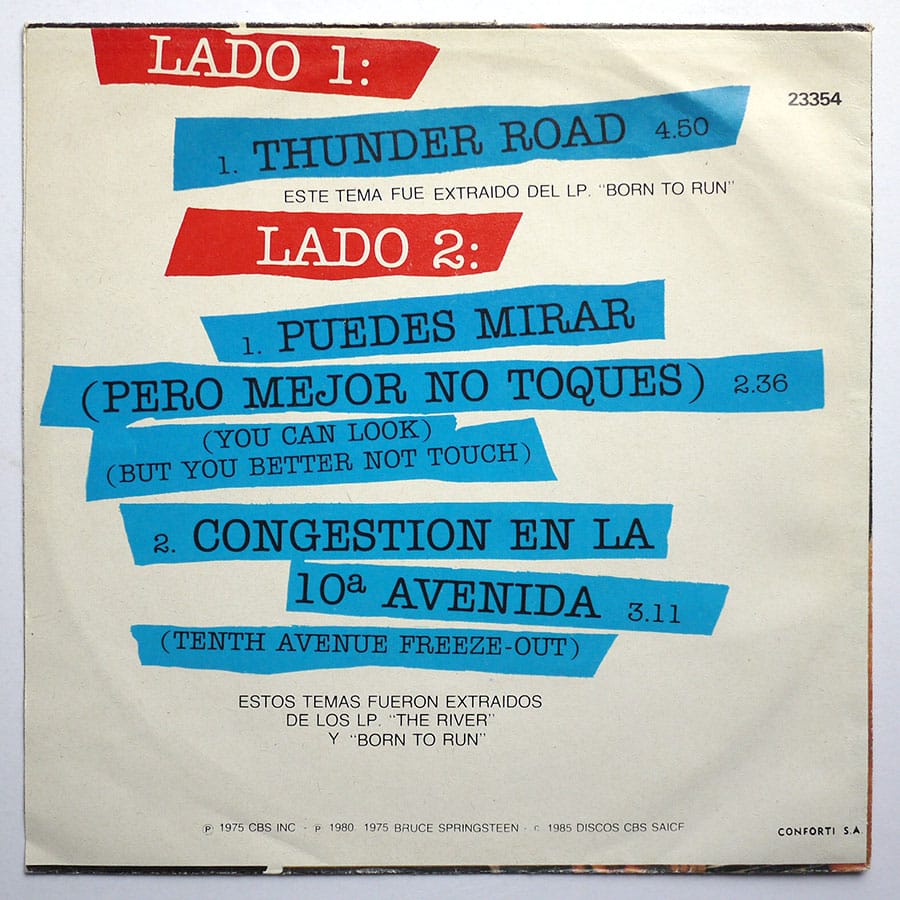 LADO 1:
23354
1. THUNDER ROAD 4.50
ESTE TEMA FUE EXTRAIDO DEL LP. "BORN TO RUN"
LADO 2:
1. PUEDES MIRAR
(PERO MEJOR NO TOQUES) 2.36
(YOU CAN LOOK)
(BUT YOU BETTER NOT TOUCH)
2. CONGESTION EN LA
10ª AVENIDA 3.11
(TENTH AVENUE FREEZE-OUT)
ESTOS TEMAS FUERON EXTRAIDOS
DE LOS LP. "THE RIVER"
Y "BORN TO RUN"
℗ 1975 CBS INC - ℗ 1980. 1975 BRUCE SPRINGSTEEN - © 1985 DISCOS CBS SAICF
CONFORTI S.A.